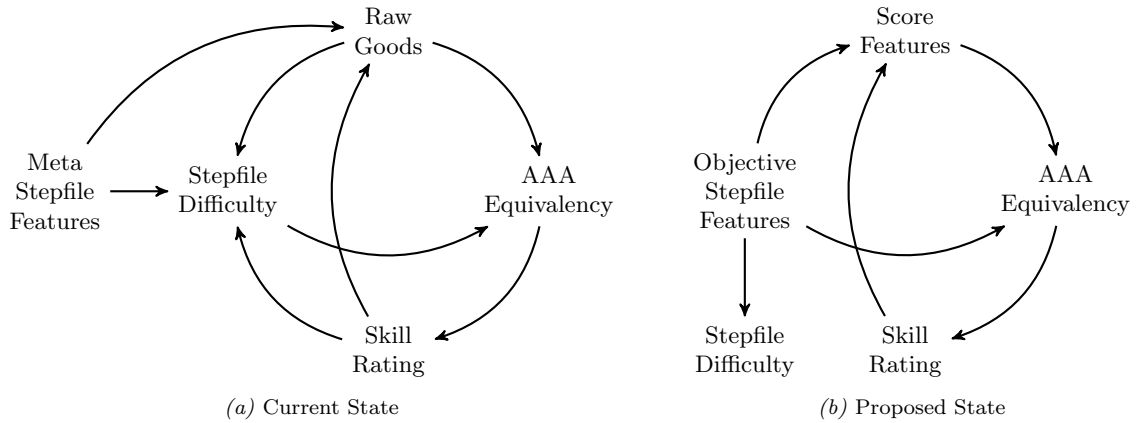 Raw
Goods
Meta
Stepfile
Features
Stepfile
Difficulty
AAA
Equivalency
Skill
Rating
(a) Current State
Score
Features
Objective
Stepfile
Features
AAA
Equivalency
Stepfile
Difficulty
Skill
Rating
(b) Proposed State